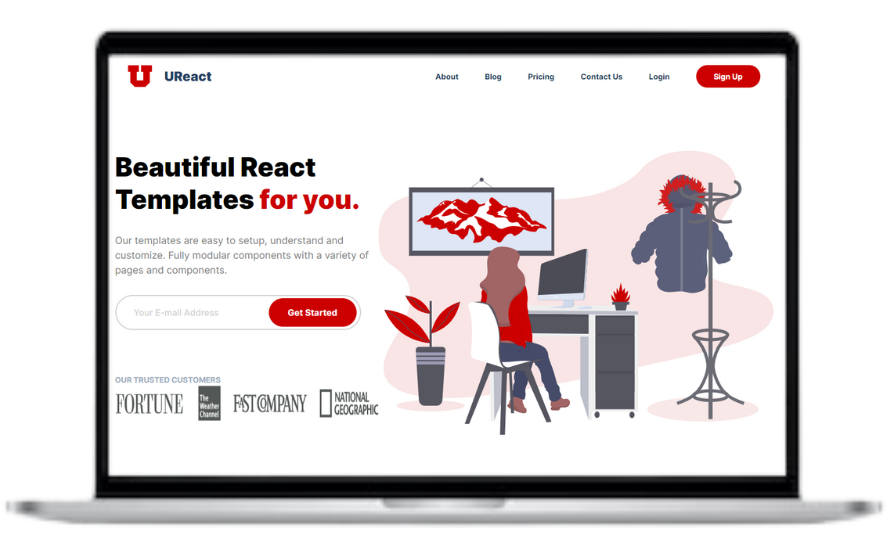 U UReact
About Blog Pricing Contact Us Login Sign Up
Beautiful React
Templates for you.
Our templates are easy to setup, understand and
customize. Fully modular components with a variety of
pages and components.
Your E-mail Address Get Started
OUR TRUSTED CUSTOMERS
FORTUNE
The
Weather
Channel
FAST COMPANY
NATIONAL
GEOGRAPHIC